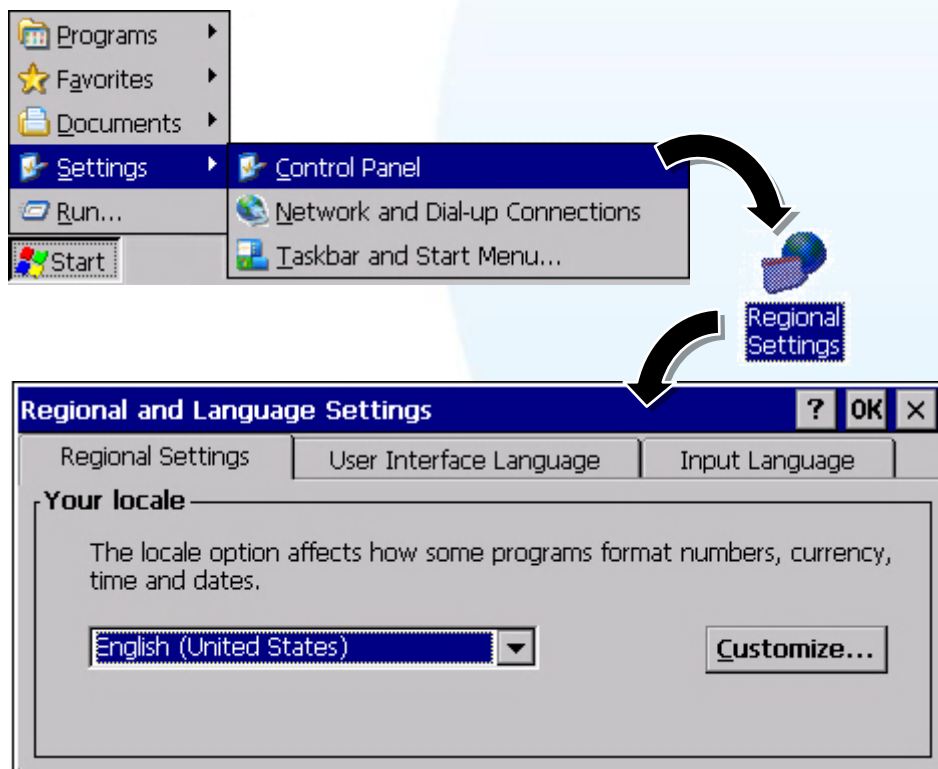 Programs
Favorites
Documents
Settings
Control Panel
Run...
Network and Dial-up Connections
Start
Taskbar and Start Menu...
Regional
Settings
Regional and Language Settings
? OK ×
Regional Settings
User Interface Language
Input Language
Your locale
The locale option affects how some programs format numbers, currency,
time and dates.
English (United States)
Customize...